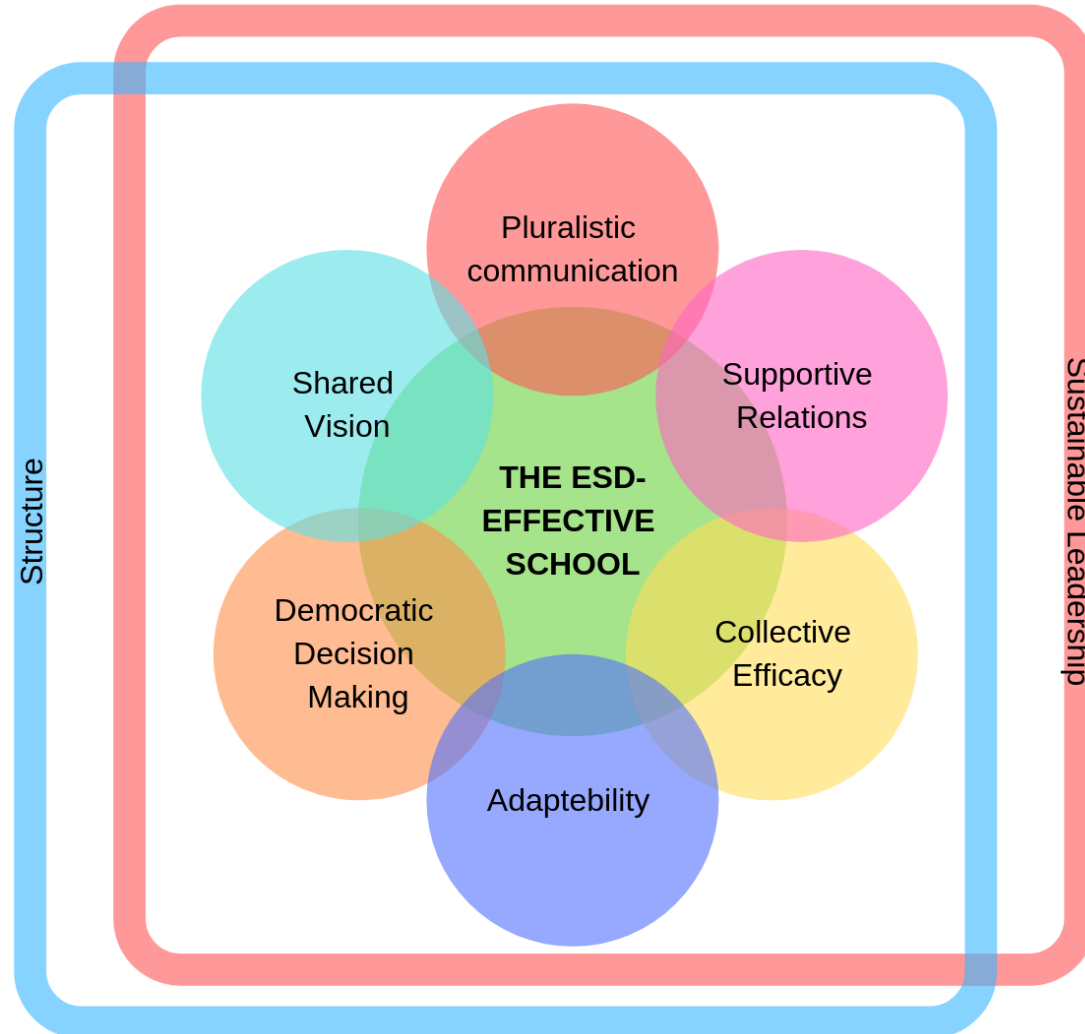 Pluralistic
communication
Shared
Vision
Supportive
Relations
THE ESD-
EFFECTIVE
SCHOOL
Democratic
Decision
Making
Collective
Efficacy
Adaptebility
Structure
Sustainable Leadership